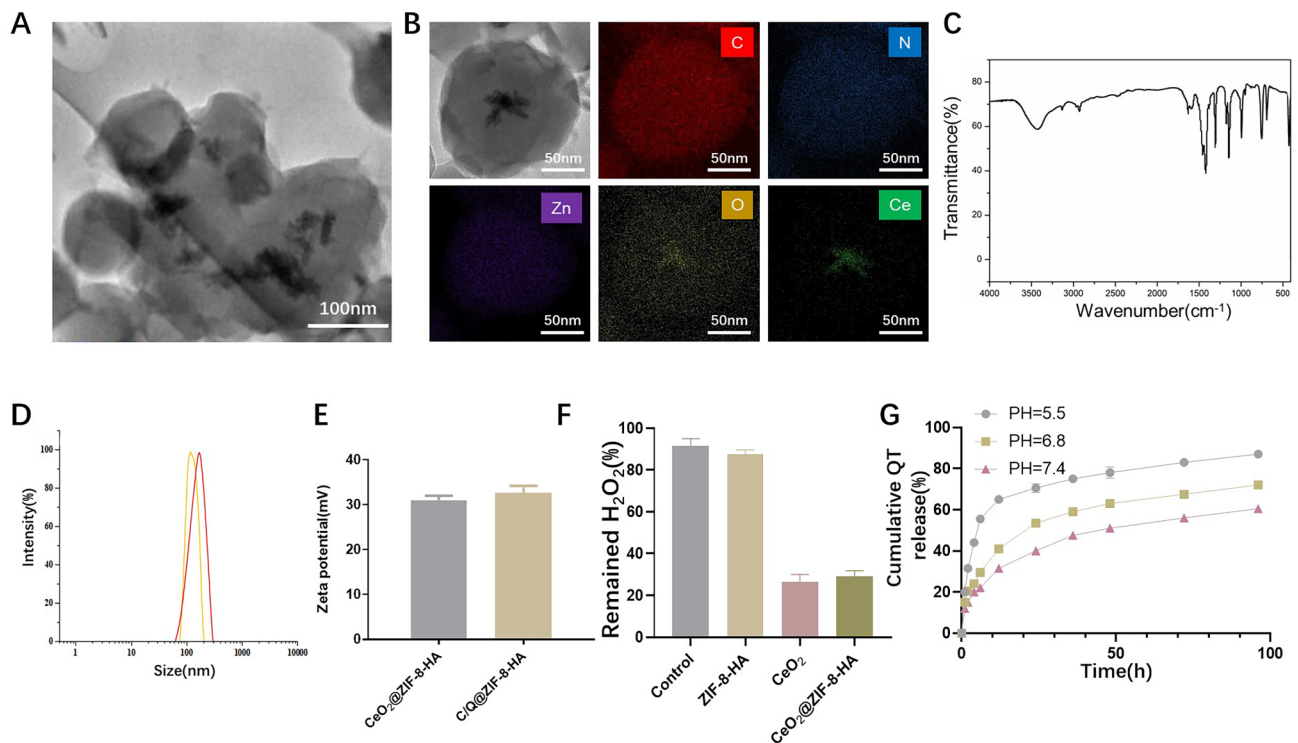 A
100nm
B
50nm
C
50nm
N
50nm
Zn
50nm
O
50nm
Ce
50nm
C
Transmittance(%)
80
60
40
20
0
4000 3500 3000 2500 2000 1500 1000 500
Wavenumber(cm⁻¹)
D
Intensity(%)
100
80
60
40
20
0
1 10 100 1000 10000
Size(nm)
E
Zeta potential(mV)
40
30
20
10
0
CeO₂@ZIF-8-HA
C/Q@ZIF-8-HA
F
Remained H₂O₂(%)
100
80
60
40
20
0
Control
ZIF-8-HA
CeO₂
CeO₂@ZIF-8-HA
G
PH=5.5
PH=6.8
PH=7.4
Cumulative QT
release(%)
100
80
60
40
20
0
0 50 100
Time(h)